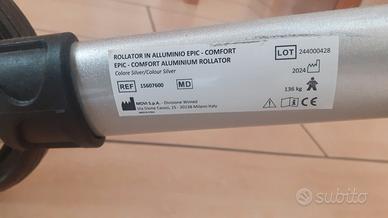 ROLLATOR IN ALLUMINIO EPIC - COMFORT
EPIC - COMFORT ALUMINIUM ROLLATOR
Colore Silver/Colour Silver
REF 15607600 MD
MOVI S.p.A. - Divisione Wimed
Via Dione Cassio, 15 - 20138 Milano Italy
LOT 244000428
2024
136 kg
subito